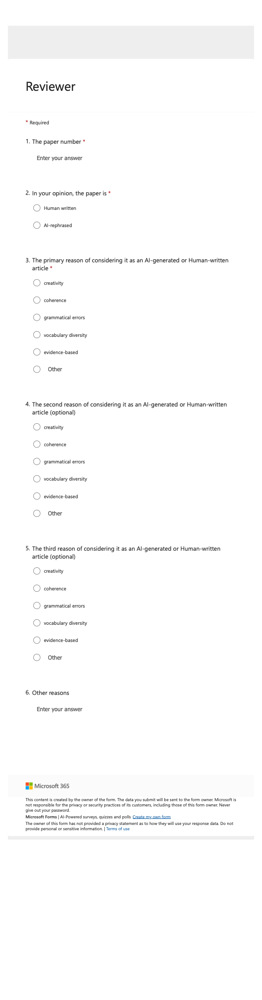 Reviewer
* Required
1. The paper number *
Enter your answer
2. In your opinion, the paper is *
Human written
AI-rephrased
3. The primary reason of considering it as an AI-generated or Human-written
article *
creativity
coherence
grammatical errors
vocabulary diversity
evidence-based
Other
4. The second reason of considering it as an AI-generated or Human-written
article (optional)
creativity
coherence
grammatical errors
vocabulary diversity
evidence-based
Other
5. The third reason of considering it as an AI-generated or Human-written
article (optional)
creativity
coherence
grammatical errors
vocabulary diversity
evidence-based
Other
6. Other reasons
Enter your answer
Microsoft 365
This content is created by the owner of the form. The data you submit will be sent to the form owner. Microsoft is
not responsible for the privacy or security practices of its customers, including those of this form owner. Never
give out your password.
Microsoft Forms | AI-Powered surveys, quizzes and polls Create my own form
The owner of this form has not provided a privacy statement as to how they will use your response data. Do not
provide personal or sensitive information. | Terms of use